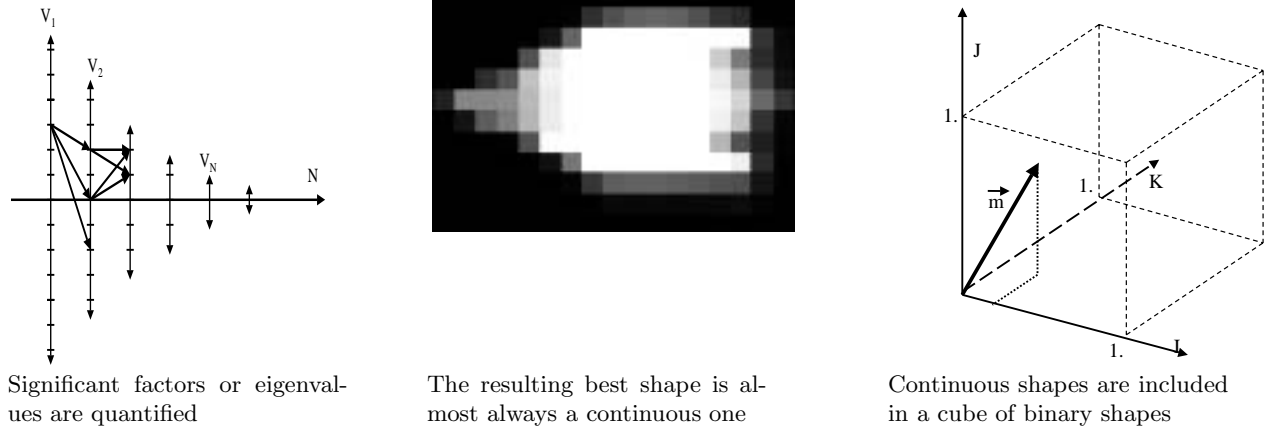 V1
V2
VN
N
J
1.
m
1.
K
1.
I
Significant factors or eigenval-
ues are quantified
The resulting best shape is al-
most always a continuous one
Continuous shapes are included
in a cube of binary shapes